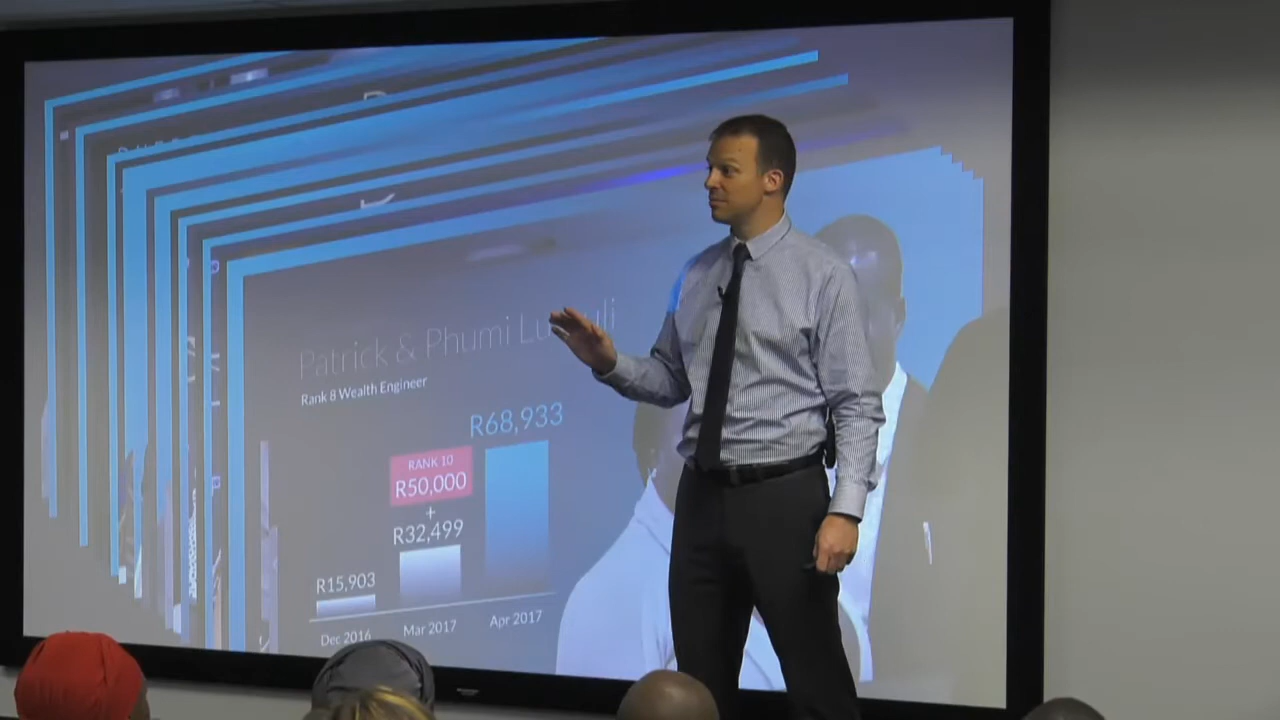 Patrick & Phumi
Rank 8 Wealth Engineer
R68,933
RANK 10
R50,000
+
R32,499
R15,903
Dec 2016
Mar 2017
Apr 2017